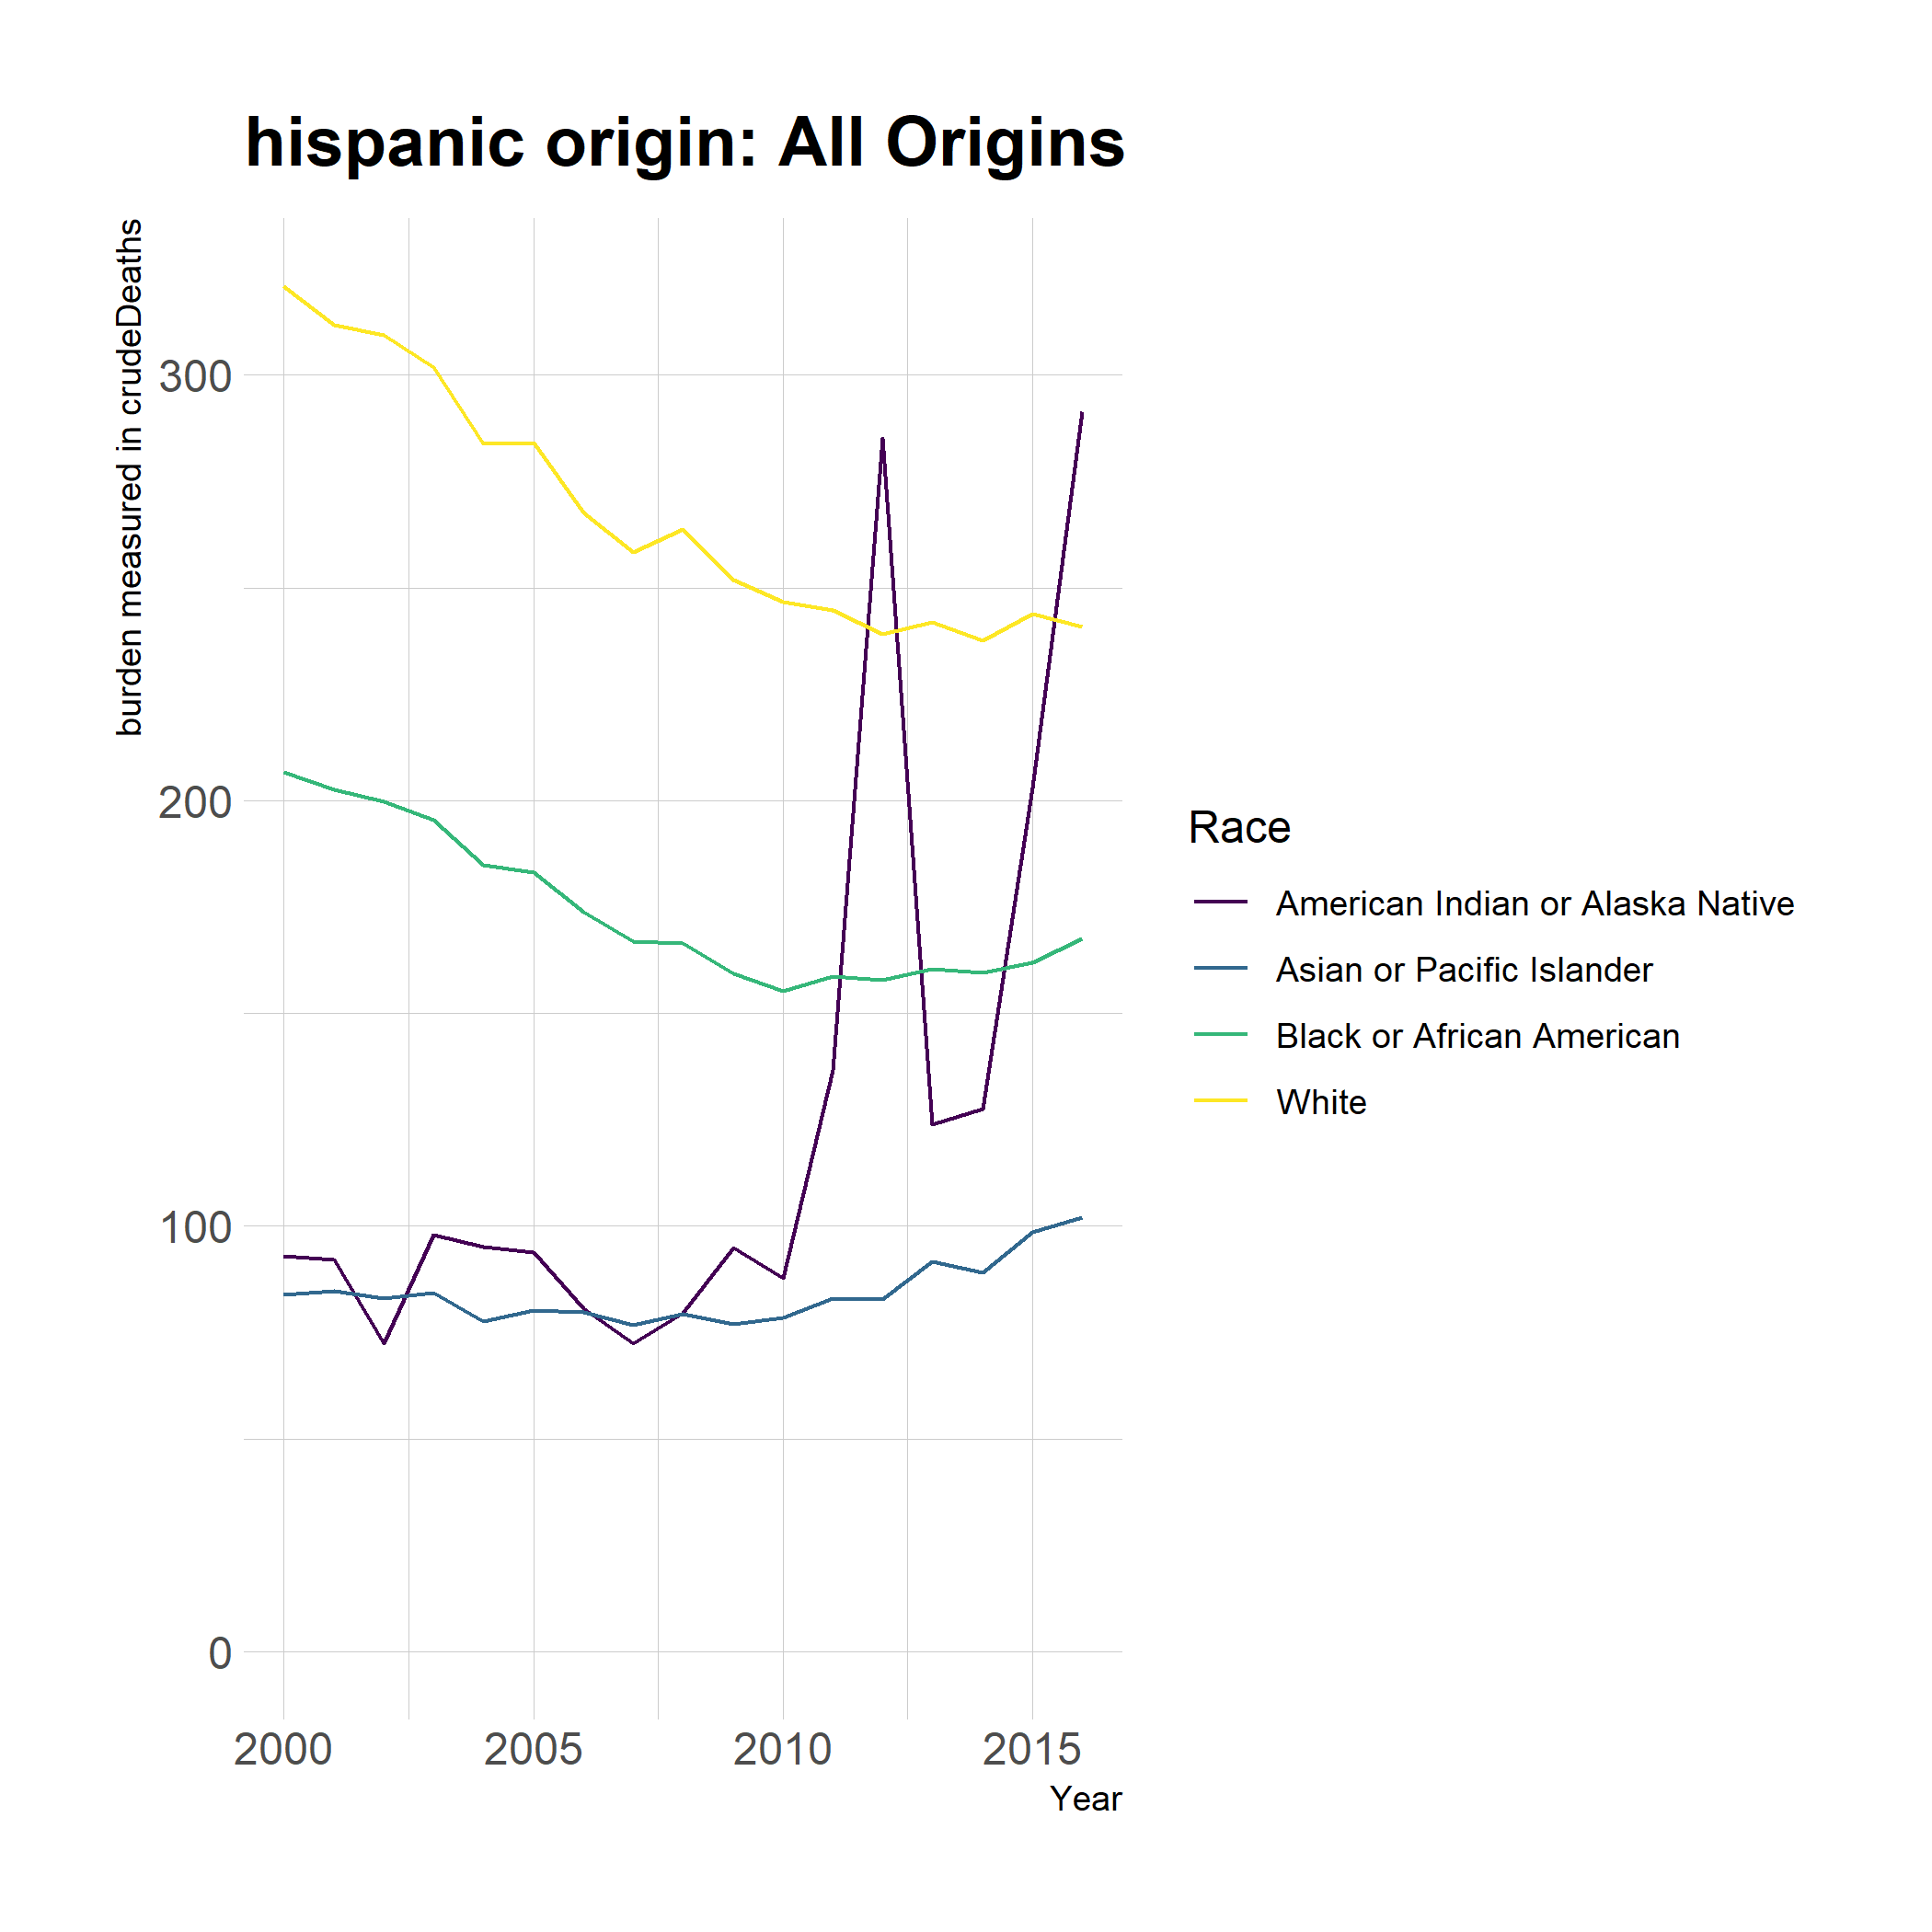 hispanic origin: All Origins
burden measured in crudeDeaths
300
200
100
0
2000 2005 2010 2015
Year
Race
American Indian or Alaska Native
Asian or Pacific Islander
Black or African American
White